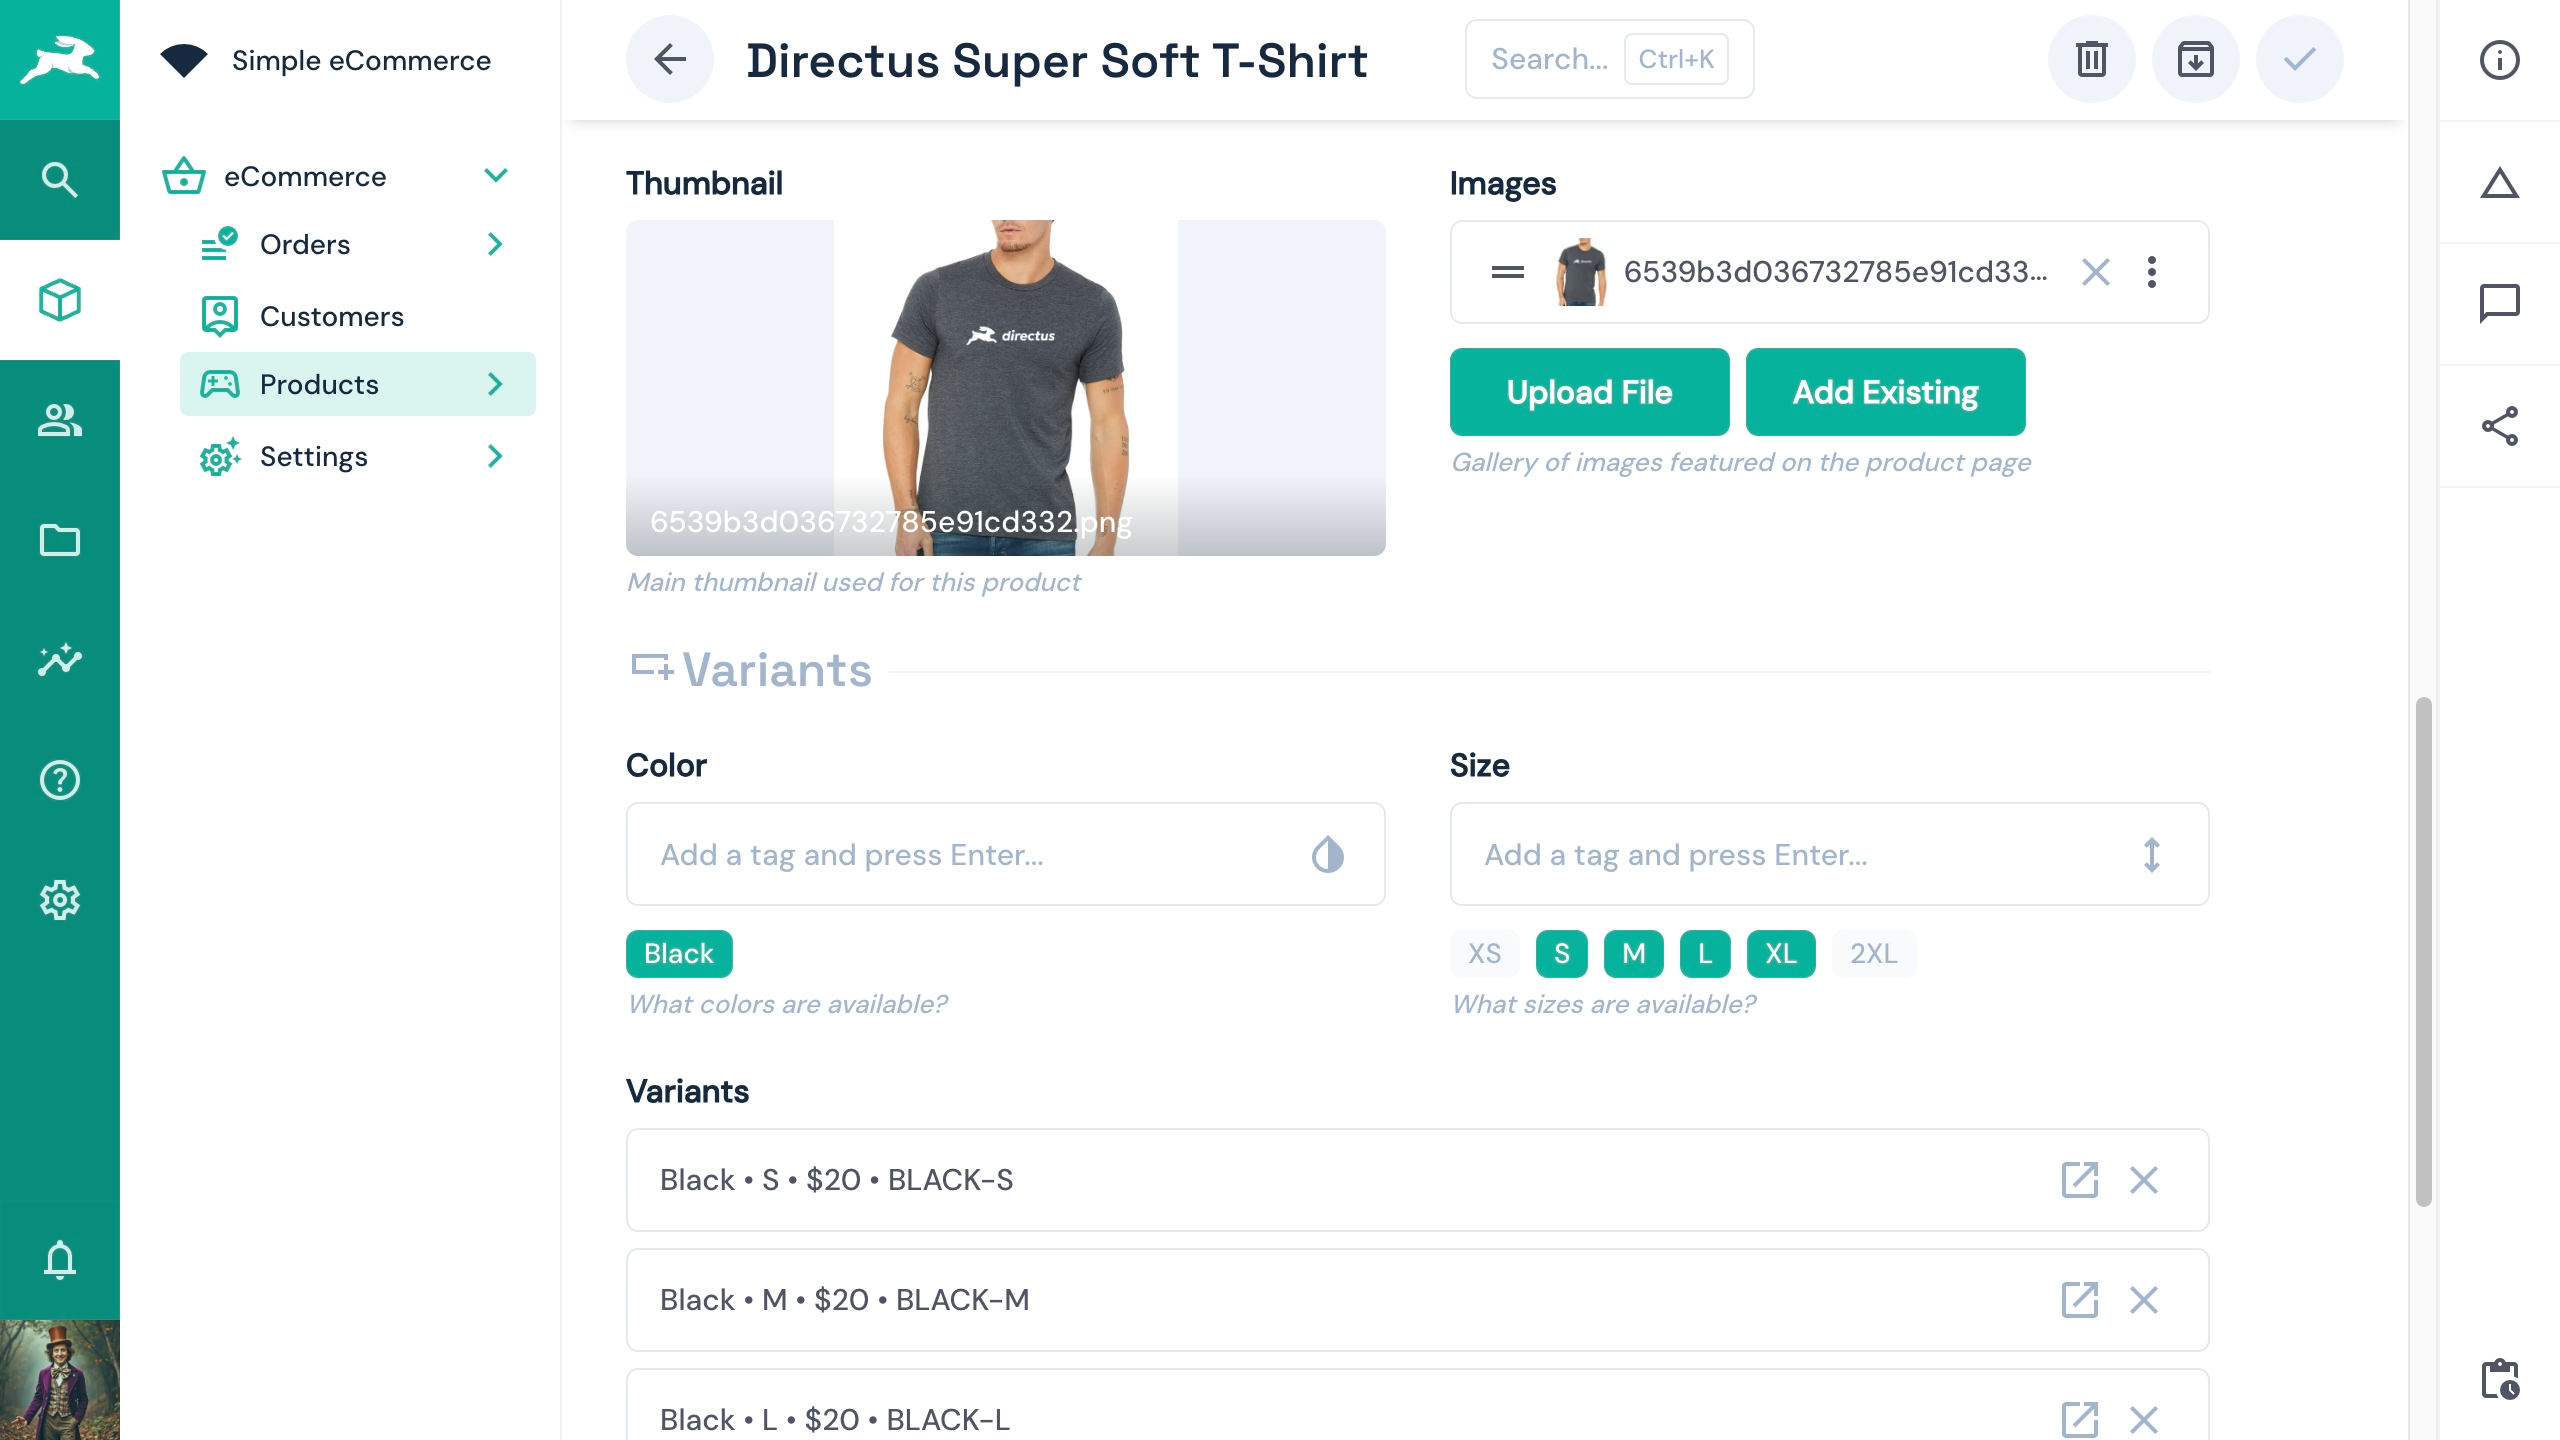 Simple eCommerce
eCommerce
Orders
Customers
Products
Settings
Directus Super Soft T-Shirt
Search... Ctrl+K
Thumbnail
directus
6539b3d036732785e91cd332.png
Main thumbnail used for this product
Images
6539b3d036732785e91cd33...
Upload File
Add Existing
Gallery of images featured on the product page
Variants
Color
Add a tag and press Enter...
Black
What colors are available?
Size
Add a tag and press Enter...
XS S M L XL 2XL
What sizes are available?
Variants
Black • S • $20 • BLACK-S
Black • M • $20 • BLACK-M
Black • L • $20 • BLACK-L